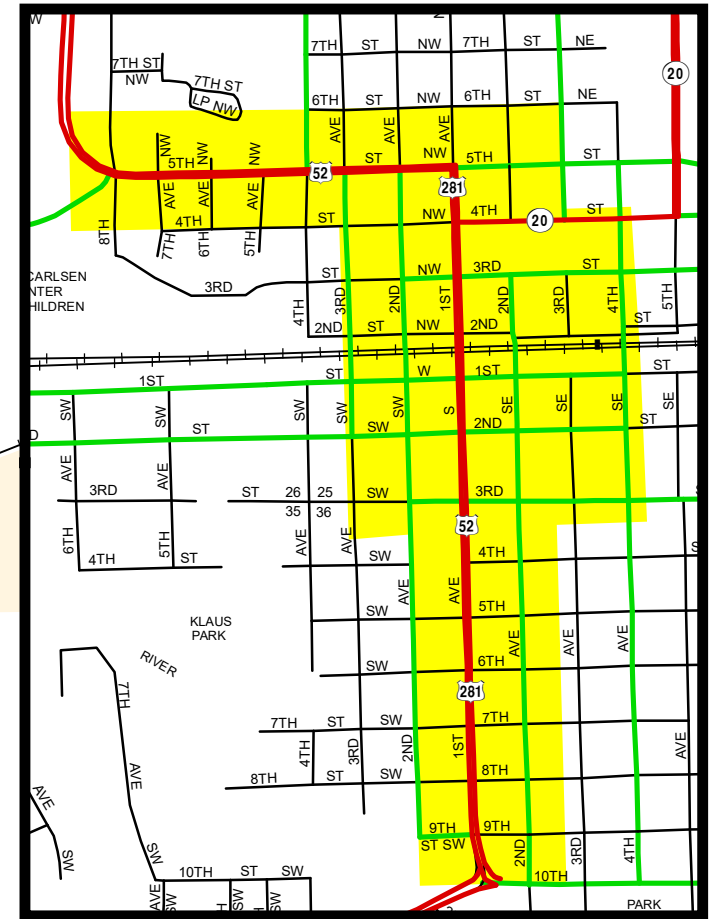 W
N
7TH ST NW 7TH ST NE
7TH ST
NW
7TH ST
LP NW
20
6TH ST NW 6TH ST NE
AVE
AVE
AVE
NW
NW
NW
5TH ST NW 5TH ST
52
281
AVE
AVE
AVE
4TH ST NW 4TH ST
20
8TH
7TH
6TH
5TH
CARLSEN
NTER
HILDREN
3RD ST NW 3RD ST
4TH
3RD
2ND
1ST
2ND
3RD
4TH
5TH
2ND ST NW 2ND ST
1ST ST W 1ST ST
SW
SW
SW
SW
SW
S
SE
SE
SE
SE
D
ST SW 2ND ST
AVE
AVE
3RD ST 26 25 SW 3RD S
35 36
52
6TH
5TH
AVE
AVE
4TH ST SW 4TH
S
AVE
AVE
SW 5TH
KLAUS
PARK
RIVER
AVE
AVE
AVE
SW 6TH
7TH
281
7TH ST SW 7TH
4TH
3RD
2ND
1ST
AVE
AVE
8TH ST SW 8TH
AVE
9TH 9TH
ST SW
SW
SW
2ND
3RD
4TH
10TH ST SW 10TH
AVE
SW
SW
SW
PARK